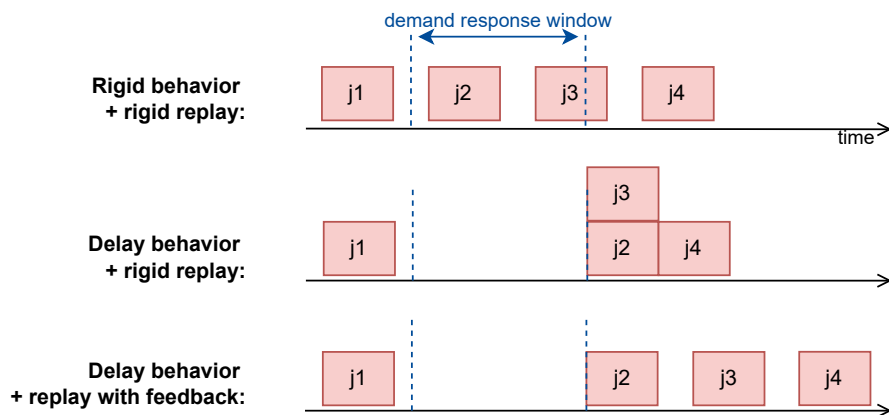 demand response window
Rigid behavior
+ rigid replay:
j1
j2
j3
j4
time
j3
Delay behavior
+ rigid replay:
j1
j2
j4
Delay behavior
+ replay with feedback:
j1
j2
j3
j4